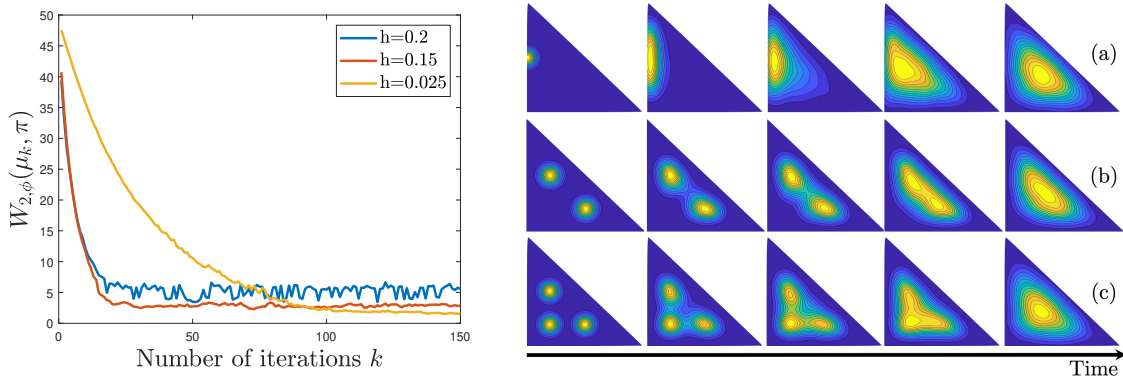 50
45
40
35
30
25
20
15
10
5
0
W_{2,ϕ}(μ_k, π)
h=0.2
h=0.15
h=0.025
0 50 100 150
Number of iterations k
(a)
(b)
(c)
Time